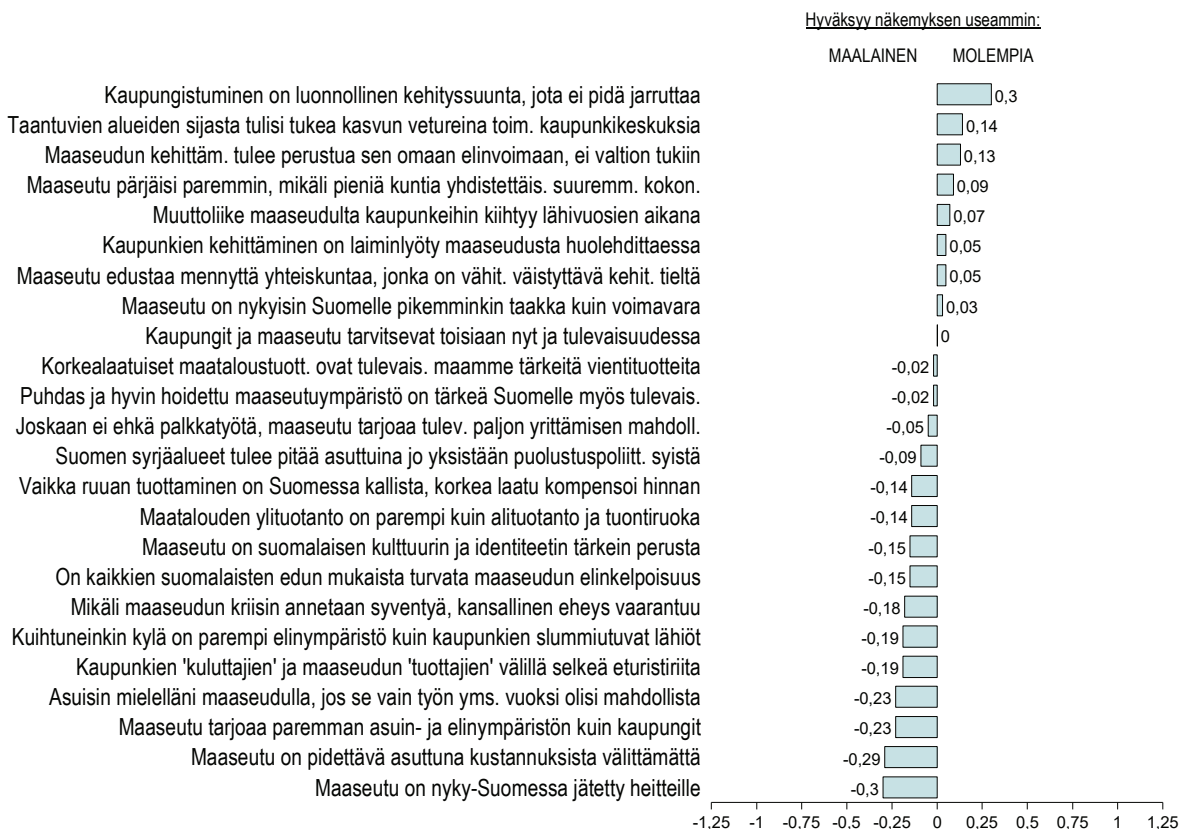 Hyväksyy näkemyksen useammin:
MAALAINEN MOLEMPIA
Kaupungistuminen on luonnollinen kehityssuunta, jota ei pidä jarruttaa 0,3
Taantuvien alueiden sijasta tulisi tukea kasvun vetureina toim. kaupunkikeskuksia 0,14
Maaseudun kehittäm. tulee perustua sen omaan elinvoimaan, ei valtion tukiin 0,13
Maaseutu pärjäisi paremmin, mikäli pieniä kuntia yhdistettäis. suuremm. kokon. 0,09
Muuttoliike maaseudulta kaupunkeihin kiihtyy lähivuosien aikana 0,07
Kaupunkien kehittäminen on laiminlyöty maaseudusta huolehdittaessa 0,05
Maaseutu edustaa mennyttä yhteiskuntaa, jonka on vähit. väistyttävä kehit. tieltä 0,05
Maaseutu on nykyisin Suomelle pikemminkin taakka kuin voimavara 0,03
Kaupungit ja maaseutu tarvitsevat toisiaan nyt ja tulevaisuudessa 0
Korkealaatuiset maataloustuott. ovat tulevais. maamme tärkeitä vientituotteita -0,02
Puhdas ja hyvin hoidettu maaseutuympäristö on tärkeä Suomelle myös tulevais. -0,02
Joskaan ei ehkä palkkatyötä, maaseutu tarjoaa tulev. paljon yrittämisen mahdoll. -0,05
Suomen syrjäalueet tulee pitää asuttuina jo yksistään puolustuspoliitt. syistä -0,09
Vaikka ruuan tuottaminen on Suomessa kallista, korkea laatu kompensoi hinnan -0,14
Maatalouden ylituotanto on parempi kuin alituotanto ja tuontiruoka -0,14
Maaseutu on suomalaisen kulttuurin ja identiteetin tärkein perusta -0,15
On kaikkien suomalaisten edun mukaista turvata maaseudun elinkelpoisuus -0,15
Mikäli maaseudun kriisin annetaan syventyä, kansallinen eheys vaarantuu -0,18
Kuihtuneinkin kylä on parempi elinympäristö kuin kaupunkien slummiutuvat lähiöt -0,19
Kaupunkien 'kuluttajien' ja maaseudun 'tuottajien' välillä selkeä eturistiriita -0,19
Asuisin mielelläni maaseudulla, jos se vain työn yms. vuoksi olisi mahdollista -0,23
Maaseutu tarjoaa paremman asuin- ja elinympäristön kuin kaupungit -0,23
Maaseutu on pidettävä asuttuna kustannuksista välittämättä -0,29
Maaseutu on nyky-Suomessa jätetty heitteille -0,3
-1,25 -1 -0,75 -0,5 -0,25 0 0,25 0,5 0,75 1 1,25